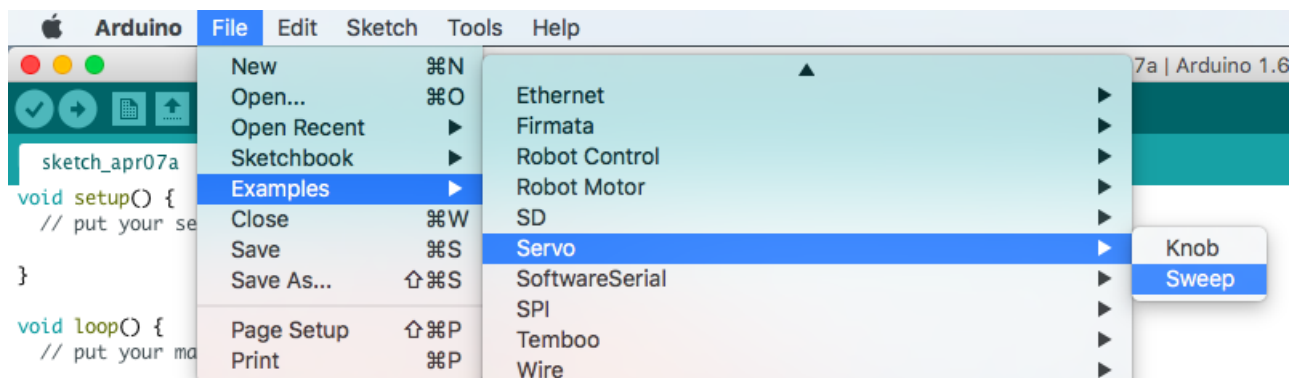 Arduino File Edit Sketch Tools Help
7a | Arduino 1.6
New ⌘N
Open... ⌘O
Open Recent ▶
Sketchbook ▶
Examples ▶
Close ⌘W
Save ⌘S
Save As... ⇧⌘S
Page Setup ⇧⌘P
Print ⌘P
Ethernet ▶
Firmata ▶
Robot Control ▶
Robot Motor ▶
SD ▶
Servo ▶
SoftwareSerial ▶
SPI ▶
Temboo ▶
Wire ▶
Knob
Sweep
sketch_apr07a
void setup() {
// put your se
}
void loop() {
// put your ma